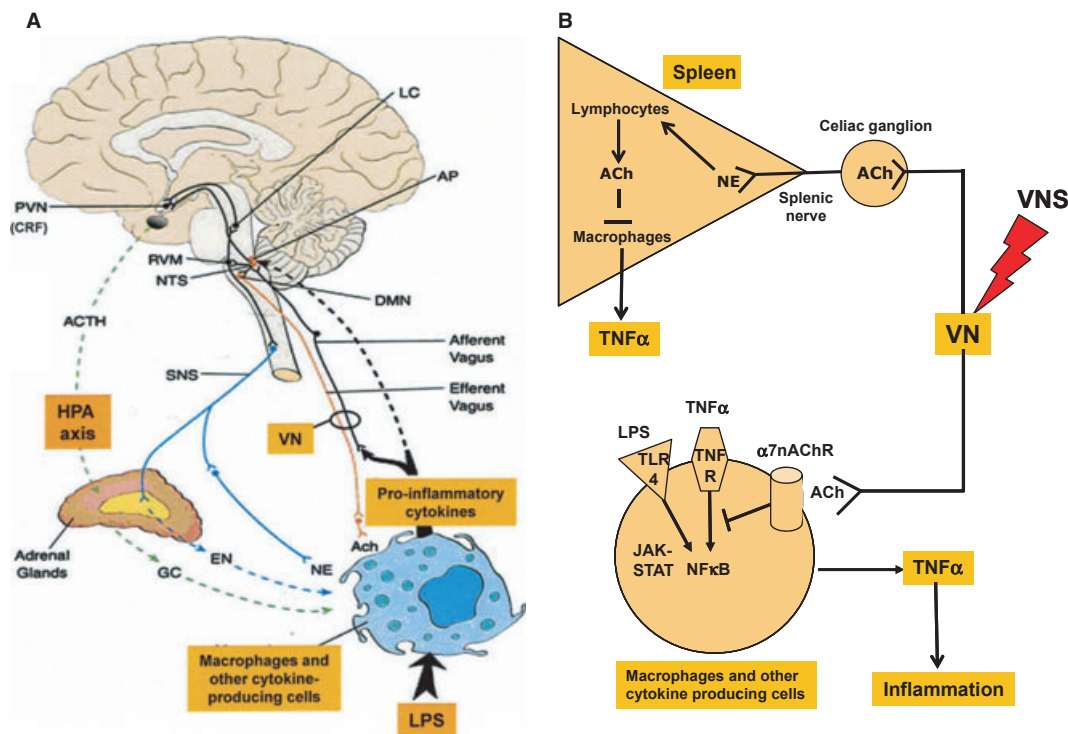 A
LC
AP
PVN
(CRF)
RVM
NTS
DMN
ACTH
Afferent
Vagus
SNS
Efferent
Vagus
HPA
axis
VN
Pro-inflammatory
cytokines
Adrenal
Glands
EN
GC
NE
Ach
Macrophages and
other cytokine-
producing cells
LPS
B
Spleen
Lymphocytes
Celiac ganglion
ACh
NE
ACh
Splenic
nerve
VNS
Macrophages
TNFα
VN
TNFα
LPS
α7nAChR
TLR
4
TNF
R
ACh
JAK-
STAT
NFκB
TNFα
Macrophages and other
cytokine producing cells
Inflammation